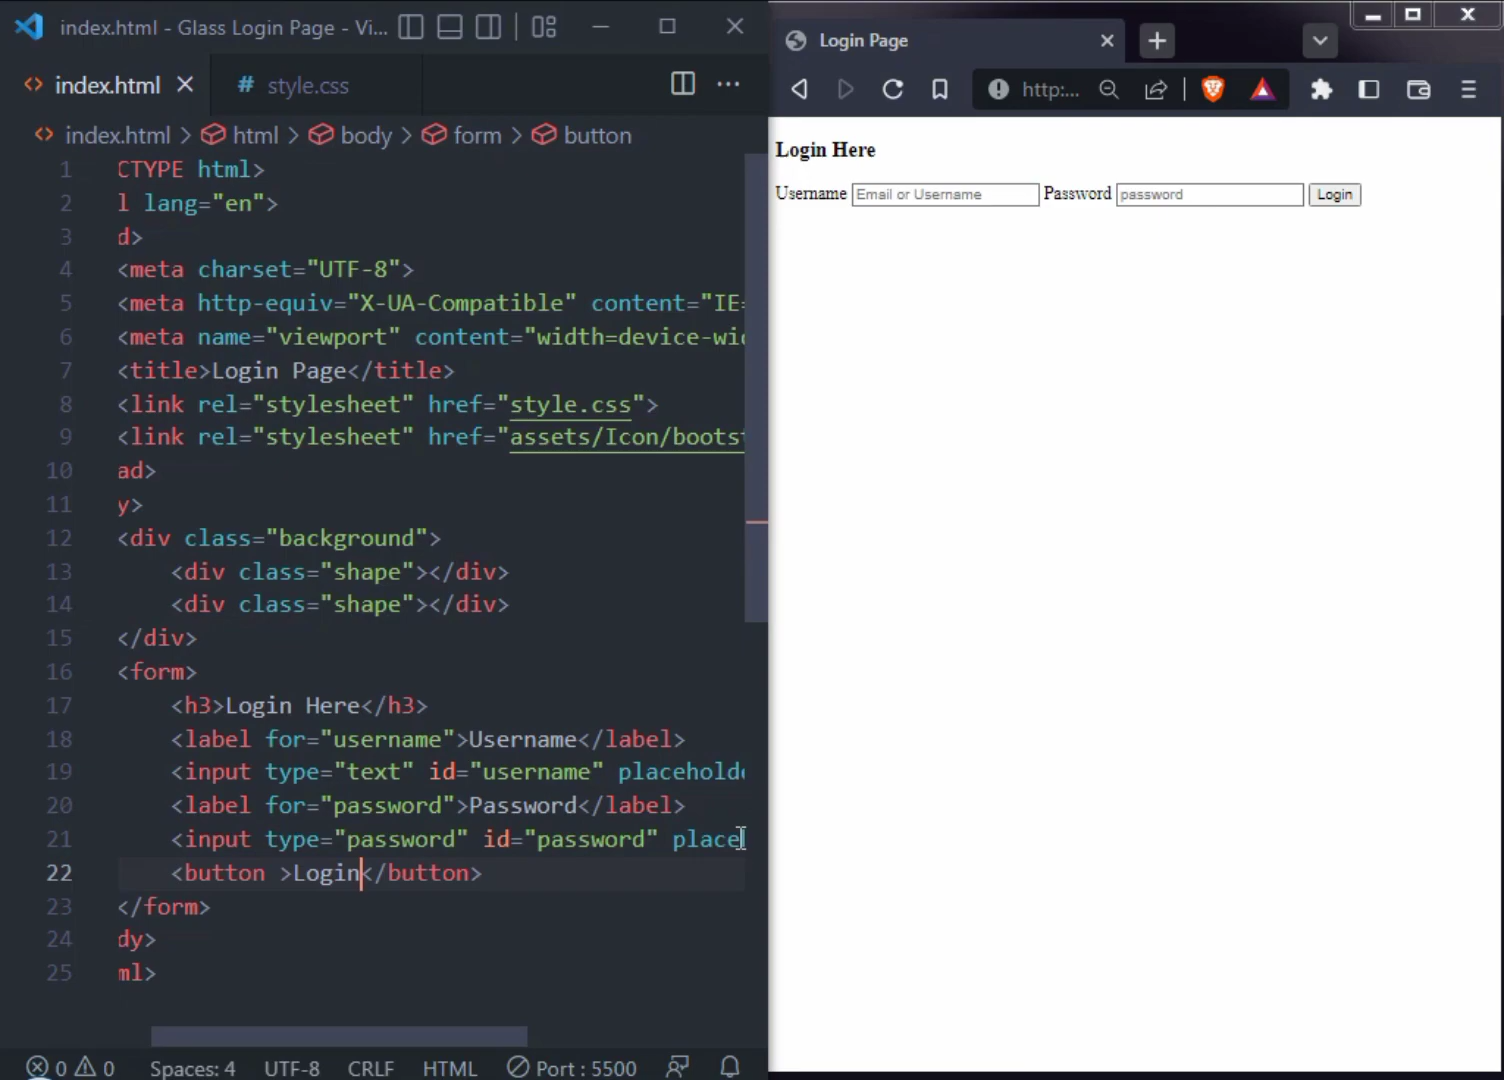 index.html - Glass Login Page - Vi...
index.html
# style.css
index.html > html > body > form > button
1 CTYPE html>
2 l lang="en">
3 d>
4 <meta charset="UTF-8">
5 <meta http-equiv="X-UA-Compatible" content="IE=
6 <meta name="viewport" content="width=device-wi
7 <title>Login Page</title>
8 <link rel="stylesheet" href="style.css">
9 <link rel="stylesheet" href="assets/Icon/boots
10 ad>
11 y>
12 <div class="background">
13 <div class="shape"></div>
14 <div class="shape"></div>
15 </div>
16 <form>
17 <h3>Login Here</h3>
18 <label for="username">Username</label>
19 <input type="text" id="username" placehold
20 <label for="password">Password</label>
21 <input type="password" id="password" place
22 <button >Login</button>
23 </form>
24 dy>
25 ml>
0 0 Spaces: 4 UTF-8 CRLF HTML Port : 5500
Login Page
http:...
Login Here
Username Email or Username Password password Login